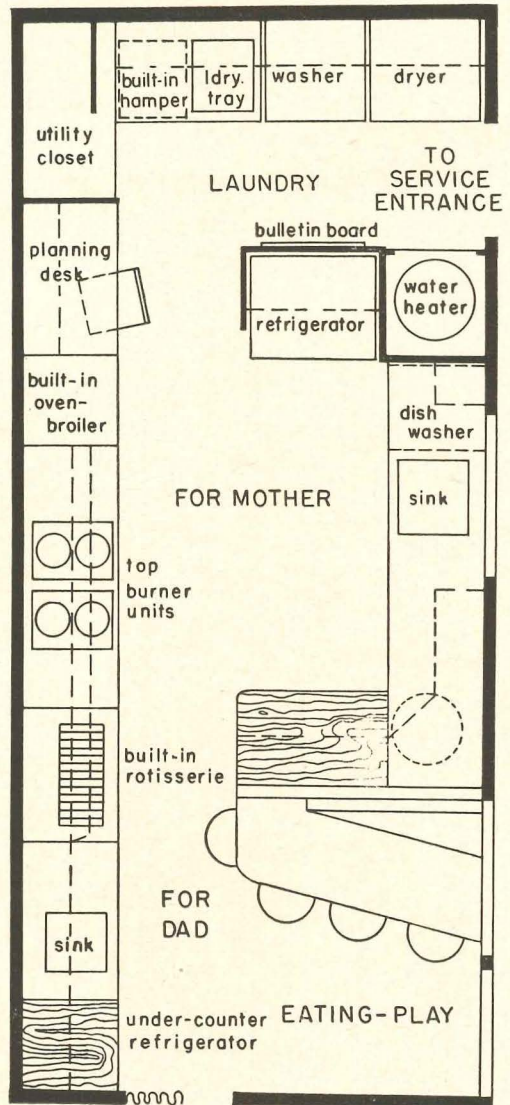 built-in
hamper
ldry.
tray
washer
dryer
utility
closet
LAUNDRY
TO
SERVICE
ENTRANCE
bulletin board
planning
desk
refrigerator
water
heater
built-in
oven-
broiler
dish
washer
FOR MOTHER
sink
top
burner
units
built-in
rotisserie
FOR
DAD
sink
under-counter
refrigerator
EATING-PLAY